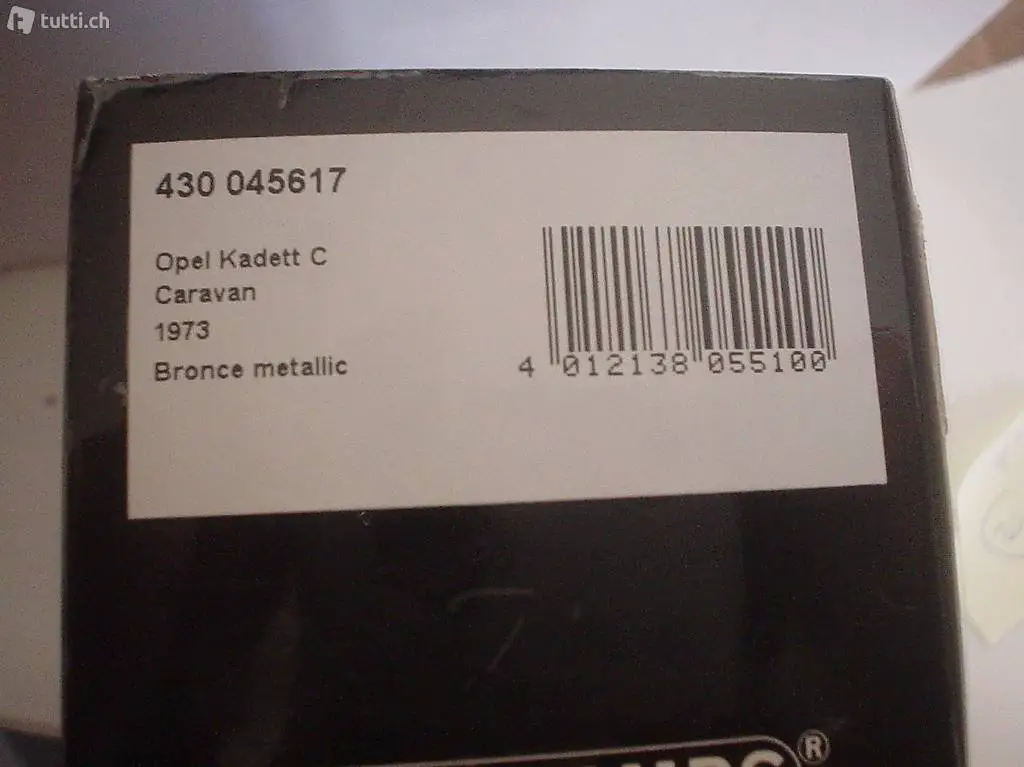 tutti.ch
430 045617
Opel Kadett C
Caravan
1973
Bronce metallic
4 012138 055100
®